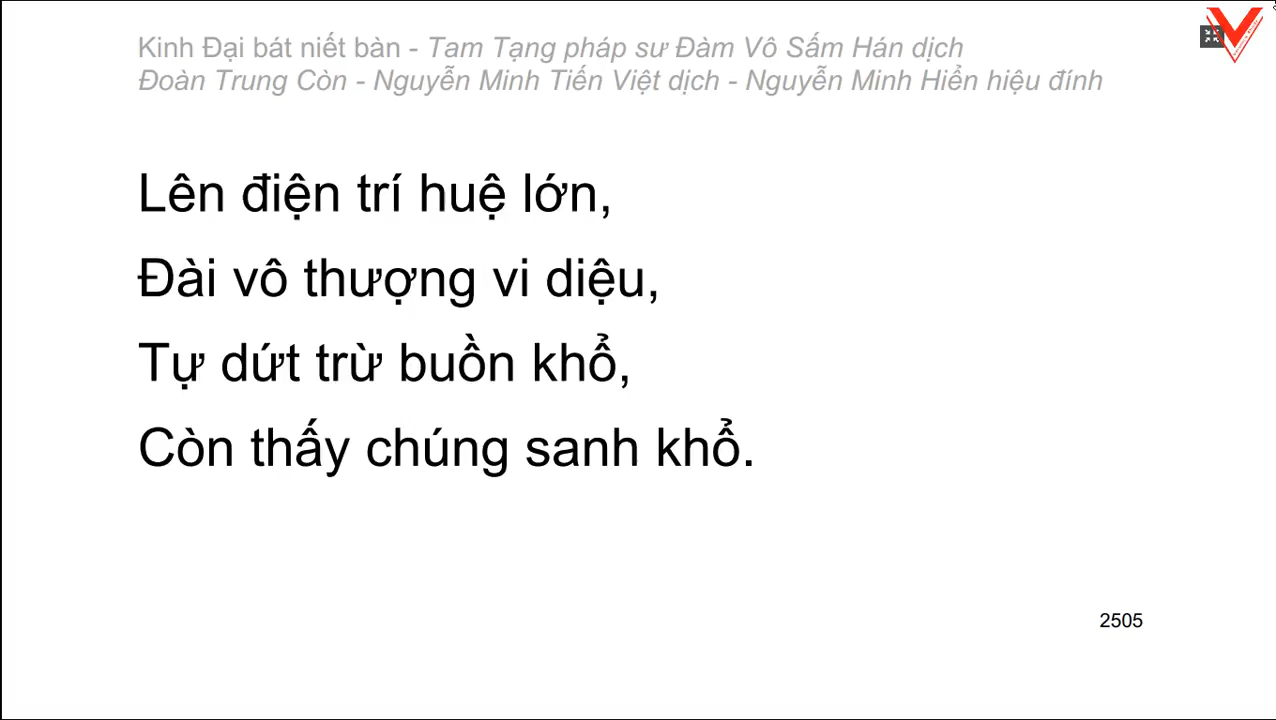 Kinh Đại bát niết bàn - Tam Tạng pháp sư Đàm Vô Sấm Hán dịch
Đoàn Trung Còn - Nguyễn Minh Tiến Việt dịch - Nguyễn Minh Hiển hiệu đính
Lên điện trí huệ lớn,
Đài vô thượng vi diệu,
Tự dứt trừ buồn khổ,
Còn thấy chúng sanh khổ.
2505